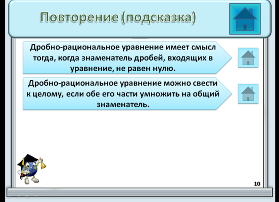 Повторение (подсказка)
Дробно-рациональное уравнение имеет смысл
тогда, когда знаменатель дробей, входящих в
уравнение, не равен нулю.
Дробно-рациональное уравнение можно свести
к целому, если обе его части умножить на общий
знаменатель.
10